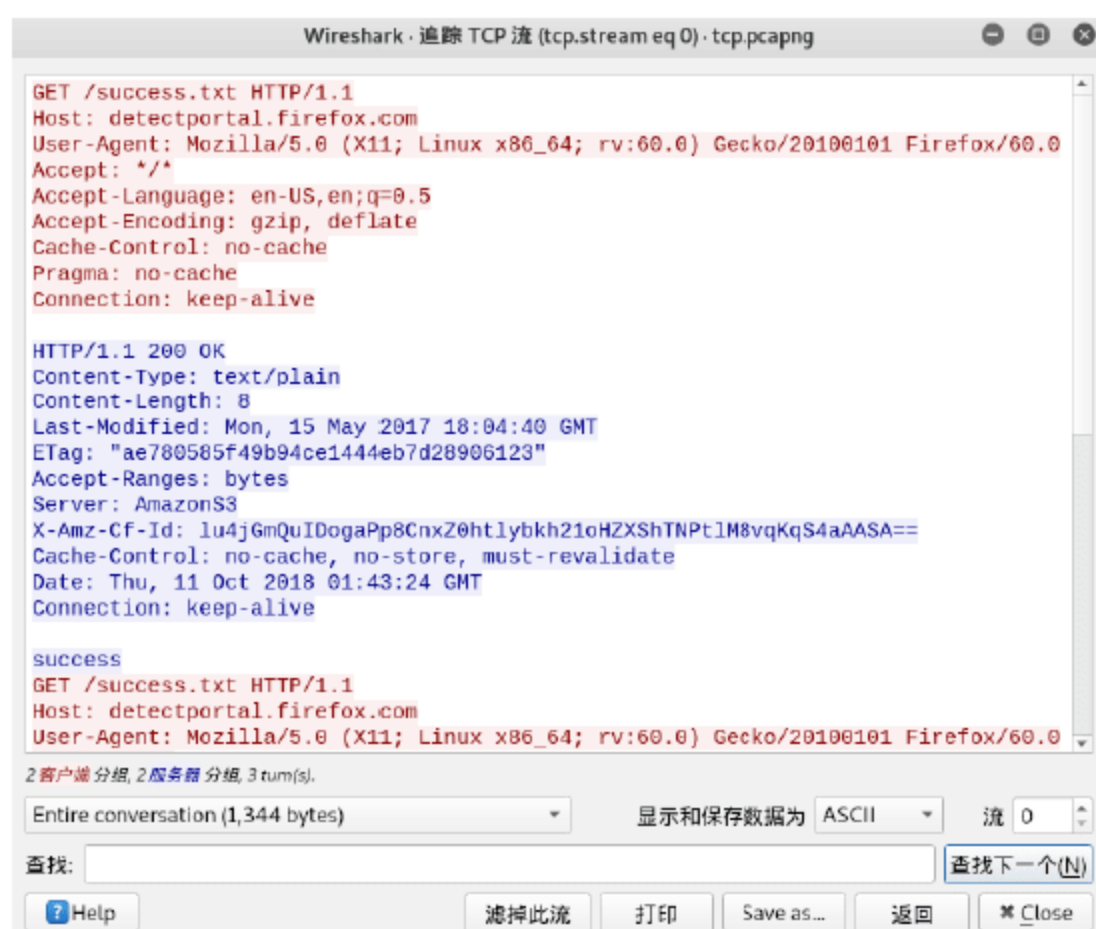 Wireshark · 追踪 TCP 流 (tcp.stream eq 0) · tcp.pcapng
GET /success.txt HTTP/1.1
Host: detectportal.firefox.com
User-Agent: Mozilla/5.0 (X11; Linux x86_64; rv:60.0) Gecko/20100101 Firefox/60.0
Accept: */*
Accept-Language: en-US,en;q=0.5
Accept-Encoding: gzip, deflate
Cache-Control: no-cache
Pragma: no-cache
Connection: keep-alive
HTTP/1.1 200 OK
Content-Type: text/plain
Content-Length: 8
Last-Modified: Mon, 15 May 2017 18:04:40 GMT
ETag: "ae780585f49b94ce1444eb7d28906123"
Accept-Ranges: bytes
Server: AmazonS3
X-Amz-Cf-Id: lu4jGmQuIDogaPp8CnxZ0htlybkh21oHZXShTNPtlM8vqKqS4aAASA==
Cache-Control: no-cache, no-store, must-revalidate
Date: Thu, 11 Oct 2018 01:43:24 GMT
Connection: keep-alive
success
GET /success.txt HTTP/1.1
Host: detectportal.firefox.com
User-Agent: Mozilla/5.0 (X11; Linux x86_64; rv:60.0) Gecko/20100101 Firefox/60.0
2 客户端 分组, 2 服务器 分组, 3 turn(s).
Entire conversation (1,344 bytes) 显示和保存数据为 ASCII 流 0
查找: 查找下一个(N)
Help 滤掉此流 打印 Save as... 返回 Close